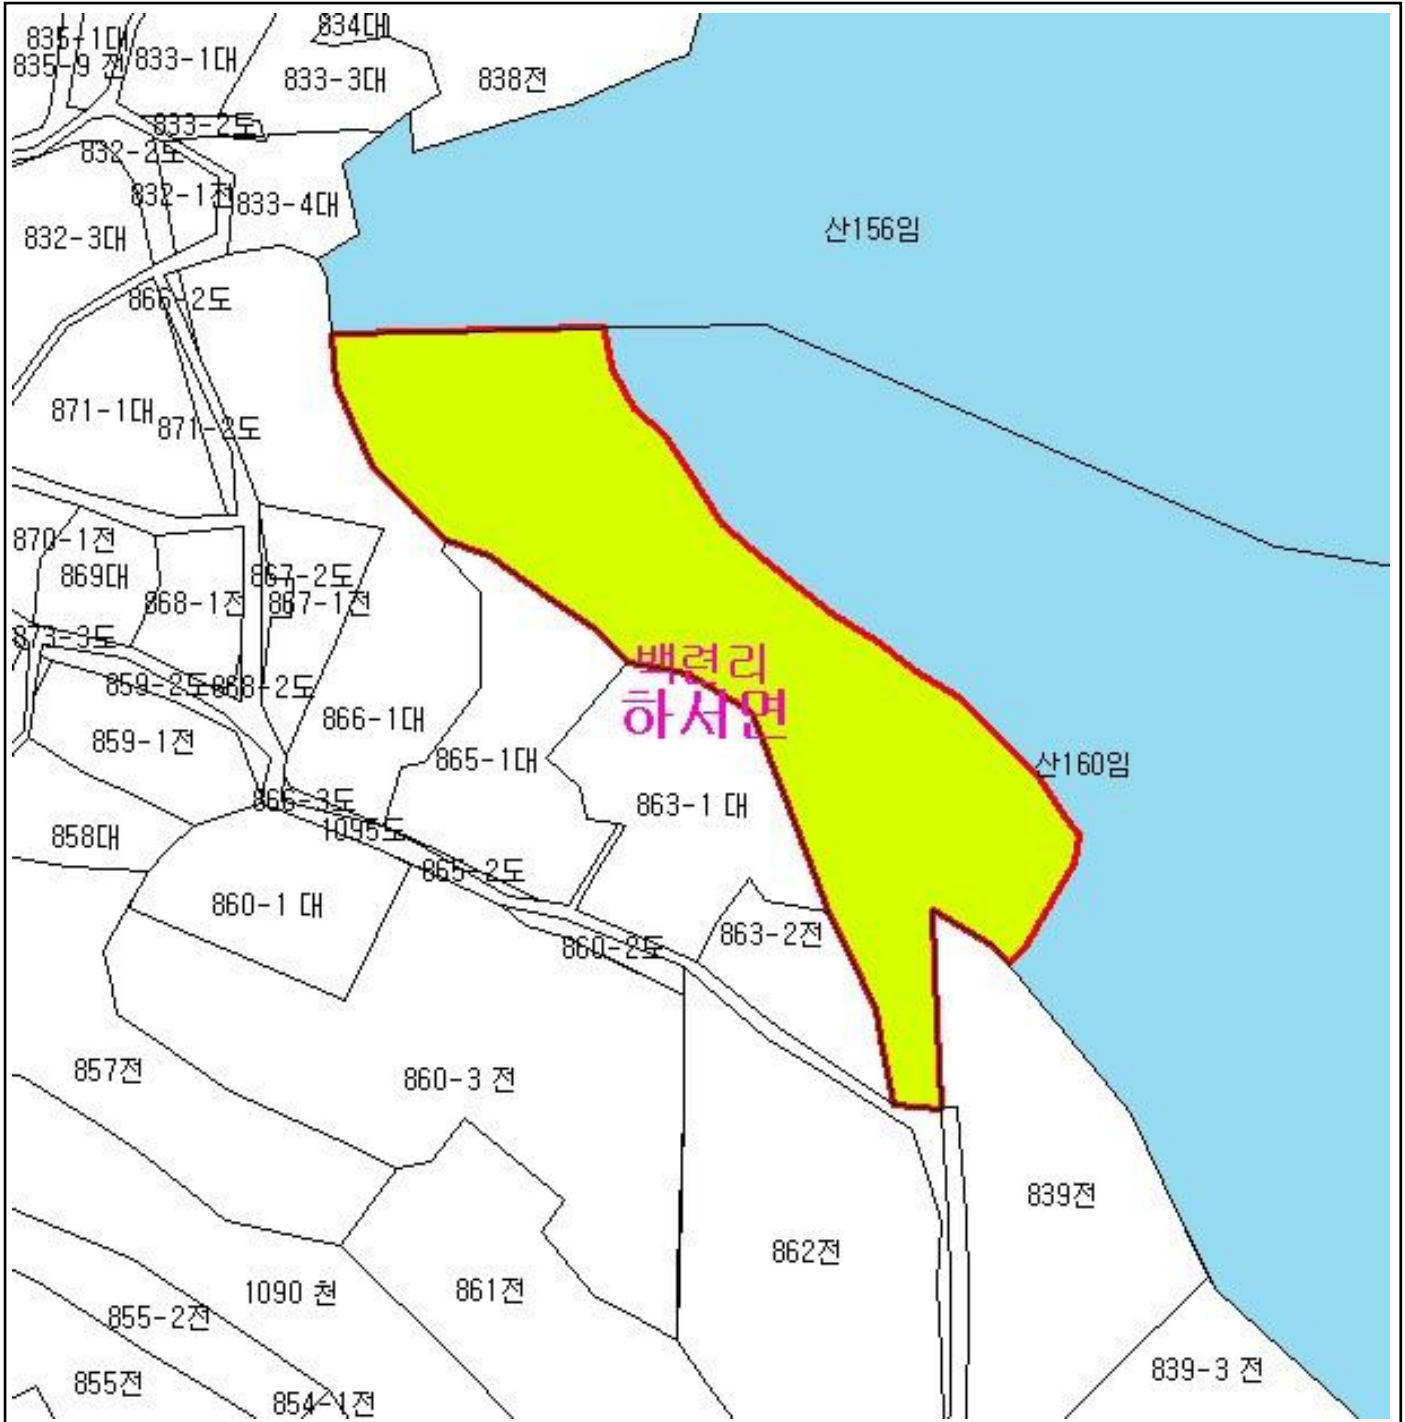 834대
835-1대
835-9 전
833-1대
833-3대
838전
833-2도
832-2도
832-1전
833-4대
832-3대
산156임
866-2도
871-1대
871-2도
870-1전
869대
868-1전
867-2도
867-1전
873-3도
859-2도
868-2도
백련리
하서면
866-1대
859-1전
865-1대
산160임
863-1 대
866-3도
1095도
858대
865-2도
860-1 대
863-2전
860-2도
857전
860-3 전
839전
862전
1090 천
861전
855-2전
839-3 전
855전
854-1전